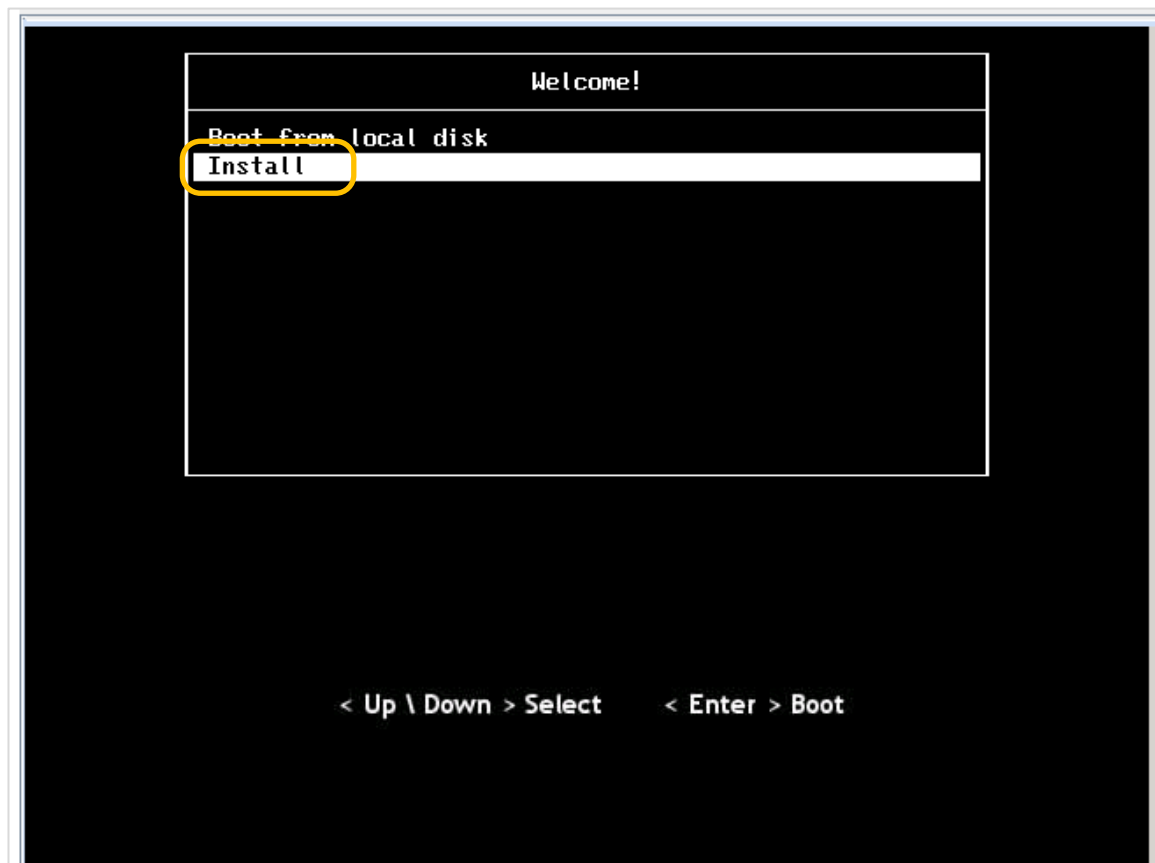 Welcome!
Boot from local disk
Install
< Up \ Down > Select < Enter > Boot